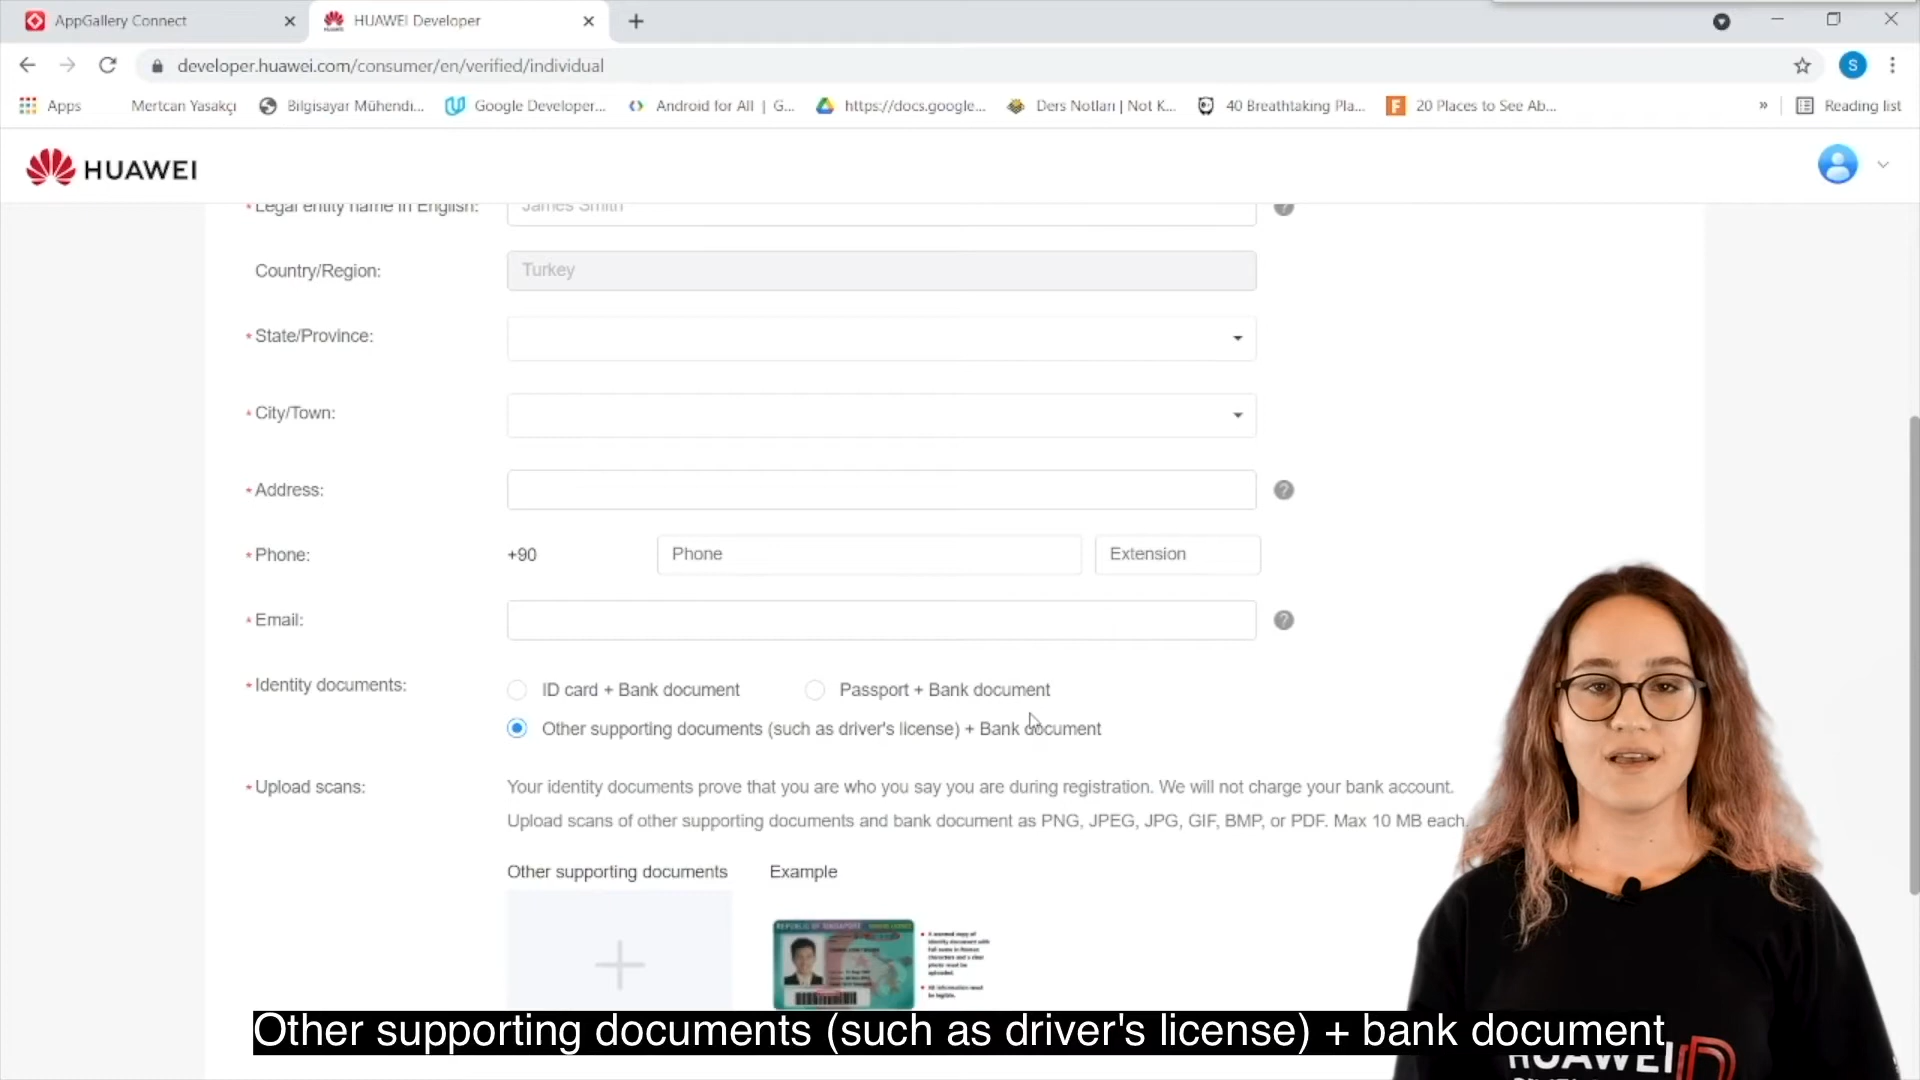 AppGallery Connect
HUAWEI Developer
developer.huawei.com/consumer/en/verified/individual
S
Apps
Mertcan Yasakçı
Bilgisayar Mühendi...
Google Developer...
Android for All | G...
https://docs.google...
Ders Notları | Not K...
40 Breathtaking Pla...
20 Places to See Ab...
»
Reading list
HUAWEI
* Legal entity name in English:
James Smith
?
Country/Region:
Turkey
* State/Province:
* City/Town:
* Address:
?
* Phone:
+90
Phone
Extension
* Email:
?
* Identity documents:
ID card + Bank document
Passport + Bank document
Other supporting documents (such as driver's license) + Bank document
* Upload scans:
Your identity documents prove that you are who you say you are during registration. We will not charge your bank account.
Upload scans of other supporting documents and bank document as PNG, JPEG, JPG, GIF, BMP, or PDF. Max 10 MB each.
Other supporting documents
Example
REPUBLIC OF SINGAPORE
Other supporting documents (such as driver's license) + bank document
HUAWEI